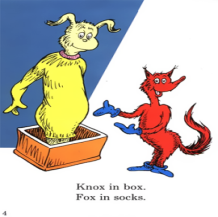 Knox in box.
Fox in socks.
4